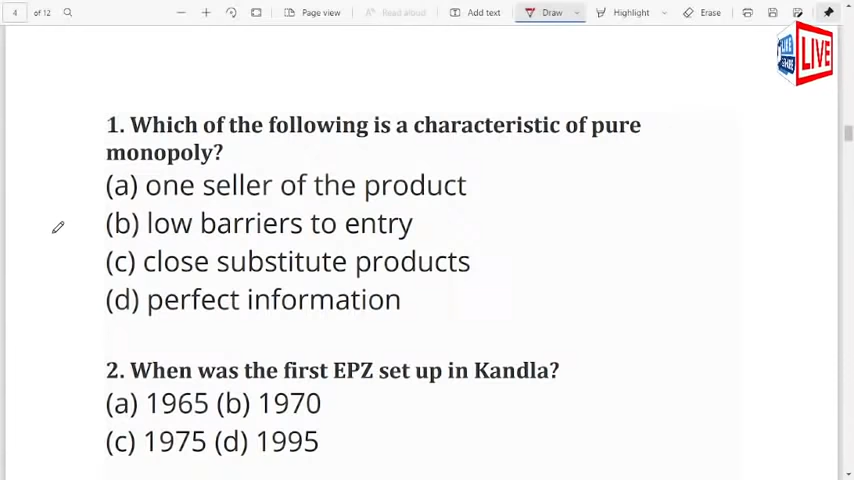 4 of 12 Page view Read aloud Add text Draw Highlight Erase
LIVE
1. Which of the following is a characteristic of pure
monopoly?
(a) one seller of the product
(b) low barriers to entry
(c) close substitute products
(d) perfect information
2. When was the first EPZ set up in Kandla?
(a) 1965 (b) 1970
(c) 1975 (d) 1995